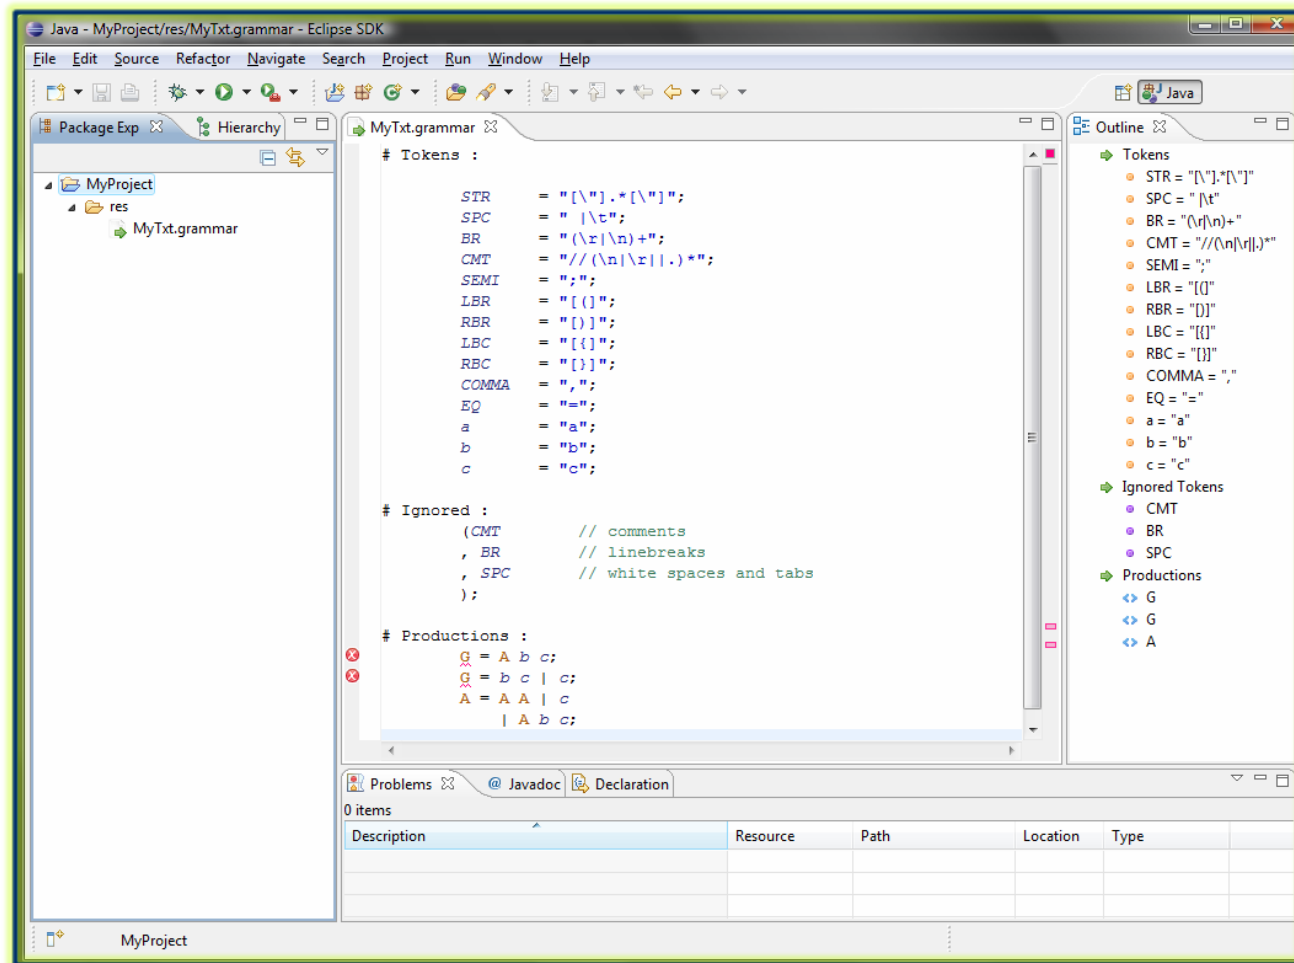 Java - MyProject/res/MyTxt.grammar - Eclipse SDK
File Edit Source Refactor Navigate Search Project Run Window Help
Java
Package Exp Hierarchy
MyProject
res
MyTxt.grammar
MyTxt.grammar
# Tokens :
STR = "[\"].*[\"]";
SPC = " |\t";
BR = "(\r|\n)+";
CMT = "//(\n|\r||.)*";
SEMI = ";";
LBR = "[(]";
RBR = "[)]";
LBC = "[{]";
RBC = "[}]";
COMMA = ",";
EQ = "=";
a = "a";
b = "b";
c = "c";
# Ignored :
(CMT // comments
, BR // linebreaks
, SPC // white spaces and tabs
);
# Productions :
G = A b c;
G = b c | c;
A = A A | c
| A b c;
Outline
Tokens
STR = "[\"].*[\"]"
SPC = " |\t"
BR = "(\r|\n)+"
CMT = "//(\n|\r||.)*"
SEMI = ";"
LBR = "[(]"
RBR = "[)]"
LBC = "[{]"
RBC = "[}]"
COMMA = ","
EQ = "="
a = "a"
b = "b"
c = "c"
Ignored Tokens
CMT
BR
SPC
Productions
G
G
A
Problems @ Javadoc Declaration
0 items
Description Resource Path Location Type
MyProject